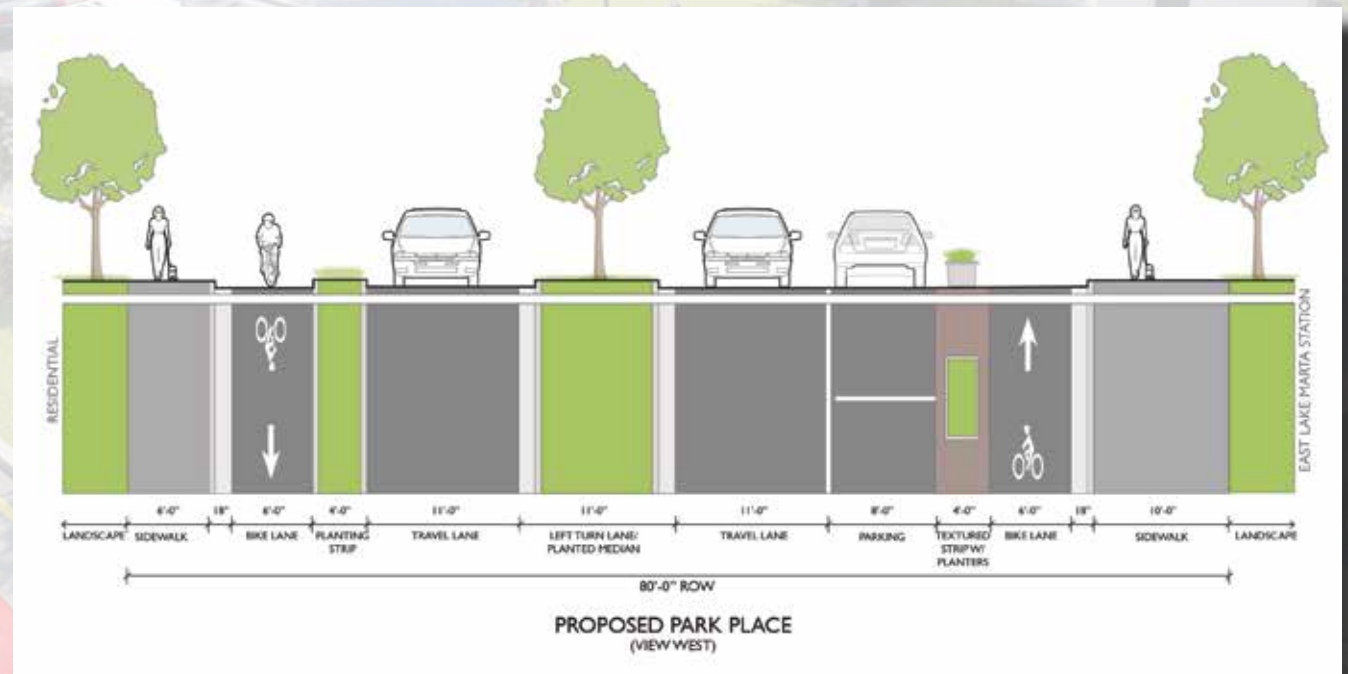 RESIDENTIAL
EAST LAKE MARTA STATION
6'-0" 18" 6'-0" 4'-0" 11'-0" 11'-0" 11'-0" 8'-0" 4'-0" 6'-0" 18" 10'-0"
LANDSCAPE SIDEWALK BIKE LANE PLANTING STRIP TRAVEL LANE LEFT TURN LANE/ PLANTED MEDIAN TRAVEL LANE PARKING TEXTURED STRIP W/ PLANTERS BIKE LANE SIDEWALK LANDSCAPE
80'-0" ROW
PROPOSED PARK PLACE
(VIEW WEST)